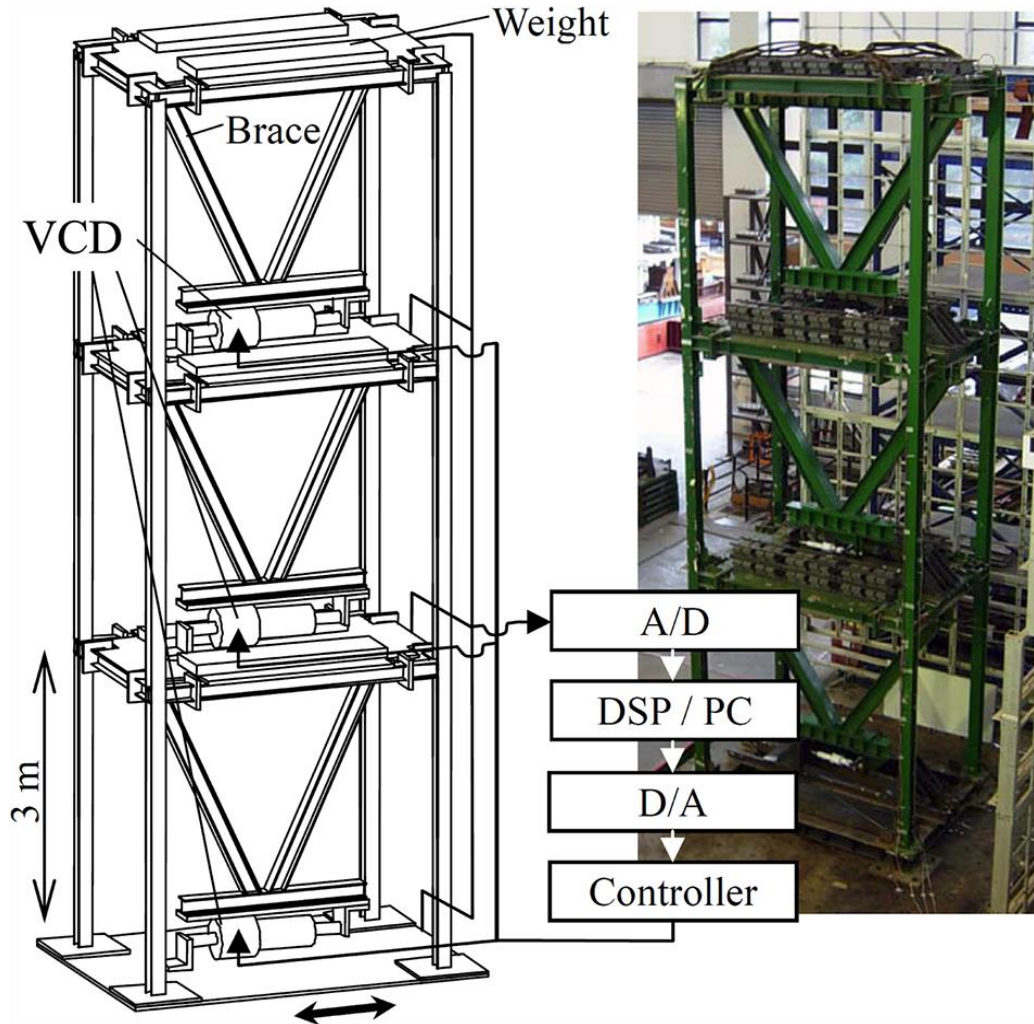 Weight
Brace
VCD
3 m
A/D
DSP / PC
D/A
Controller